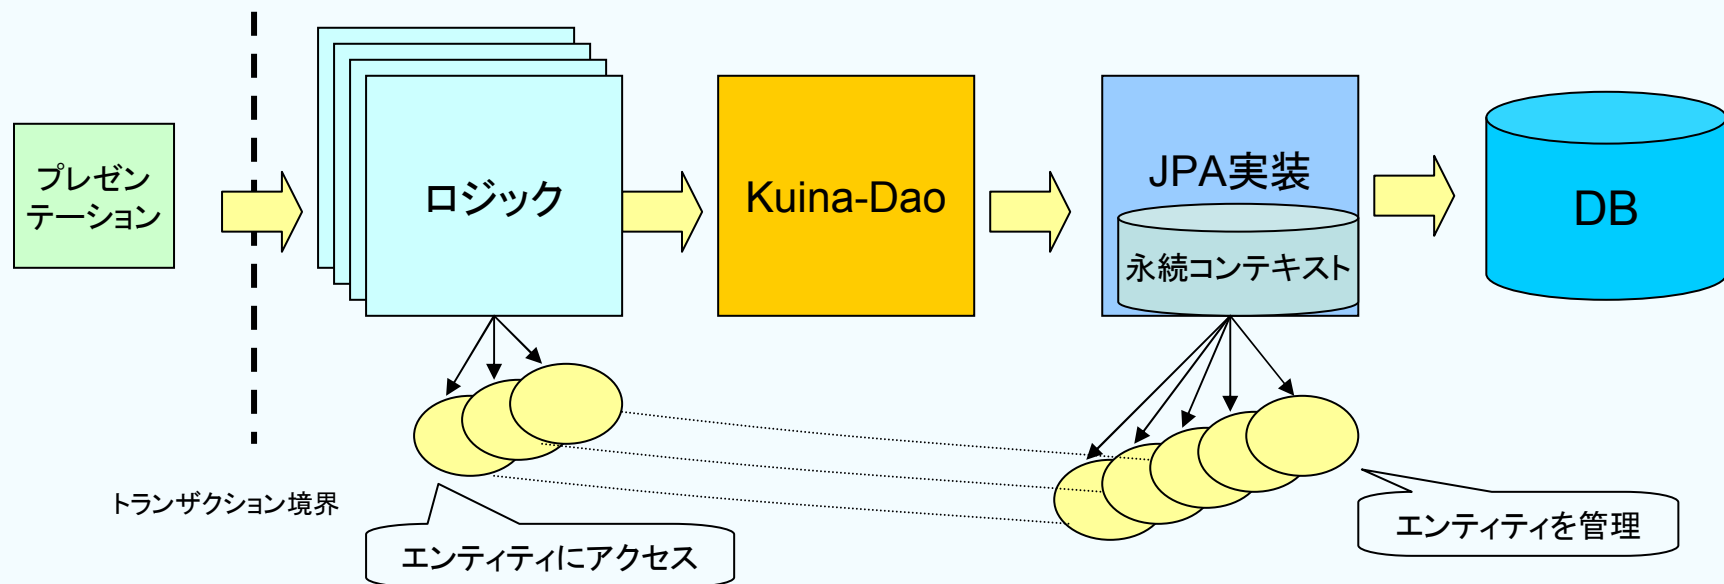 プレゼン
テーション
ロジック
Kuina-Dao
JPA実装
永続コンテキスト
DB
トランザクション境界
エンティティにアクセス
エンティティを管理